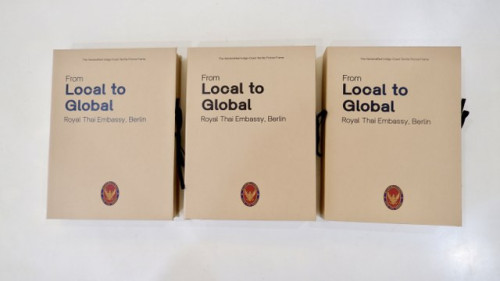 From
Local to
Global
Royal Thai Embassy, Berlin
From
Local to
Global
Royal Thai Embassy, Berlin
From
Local to
Global
Royal Thai Embassy, Berlin